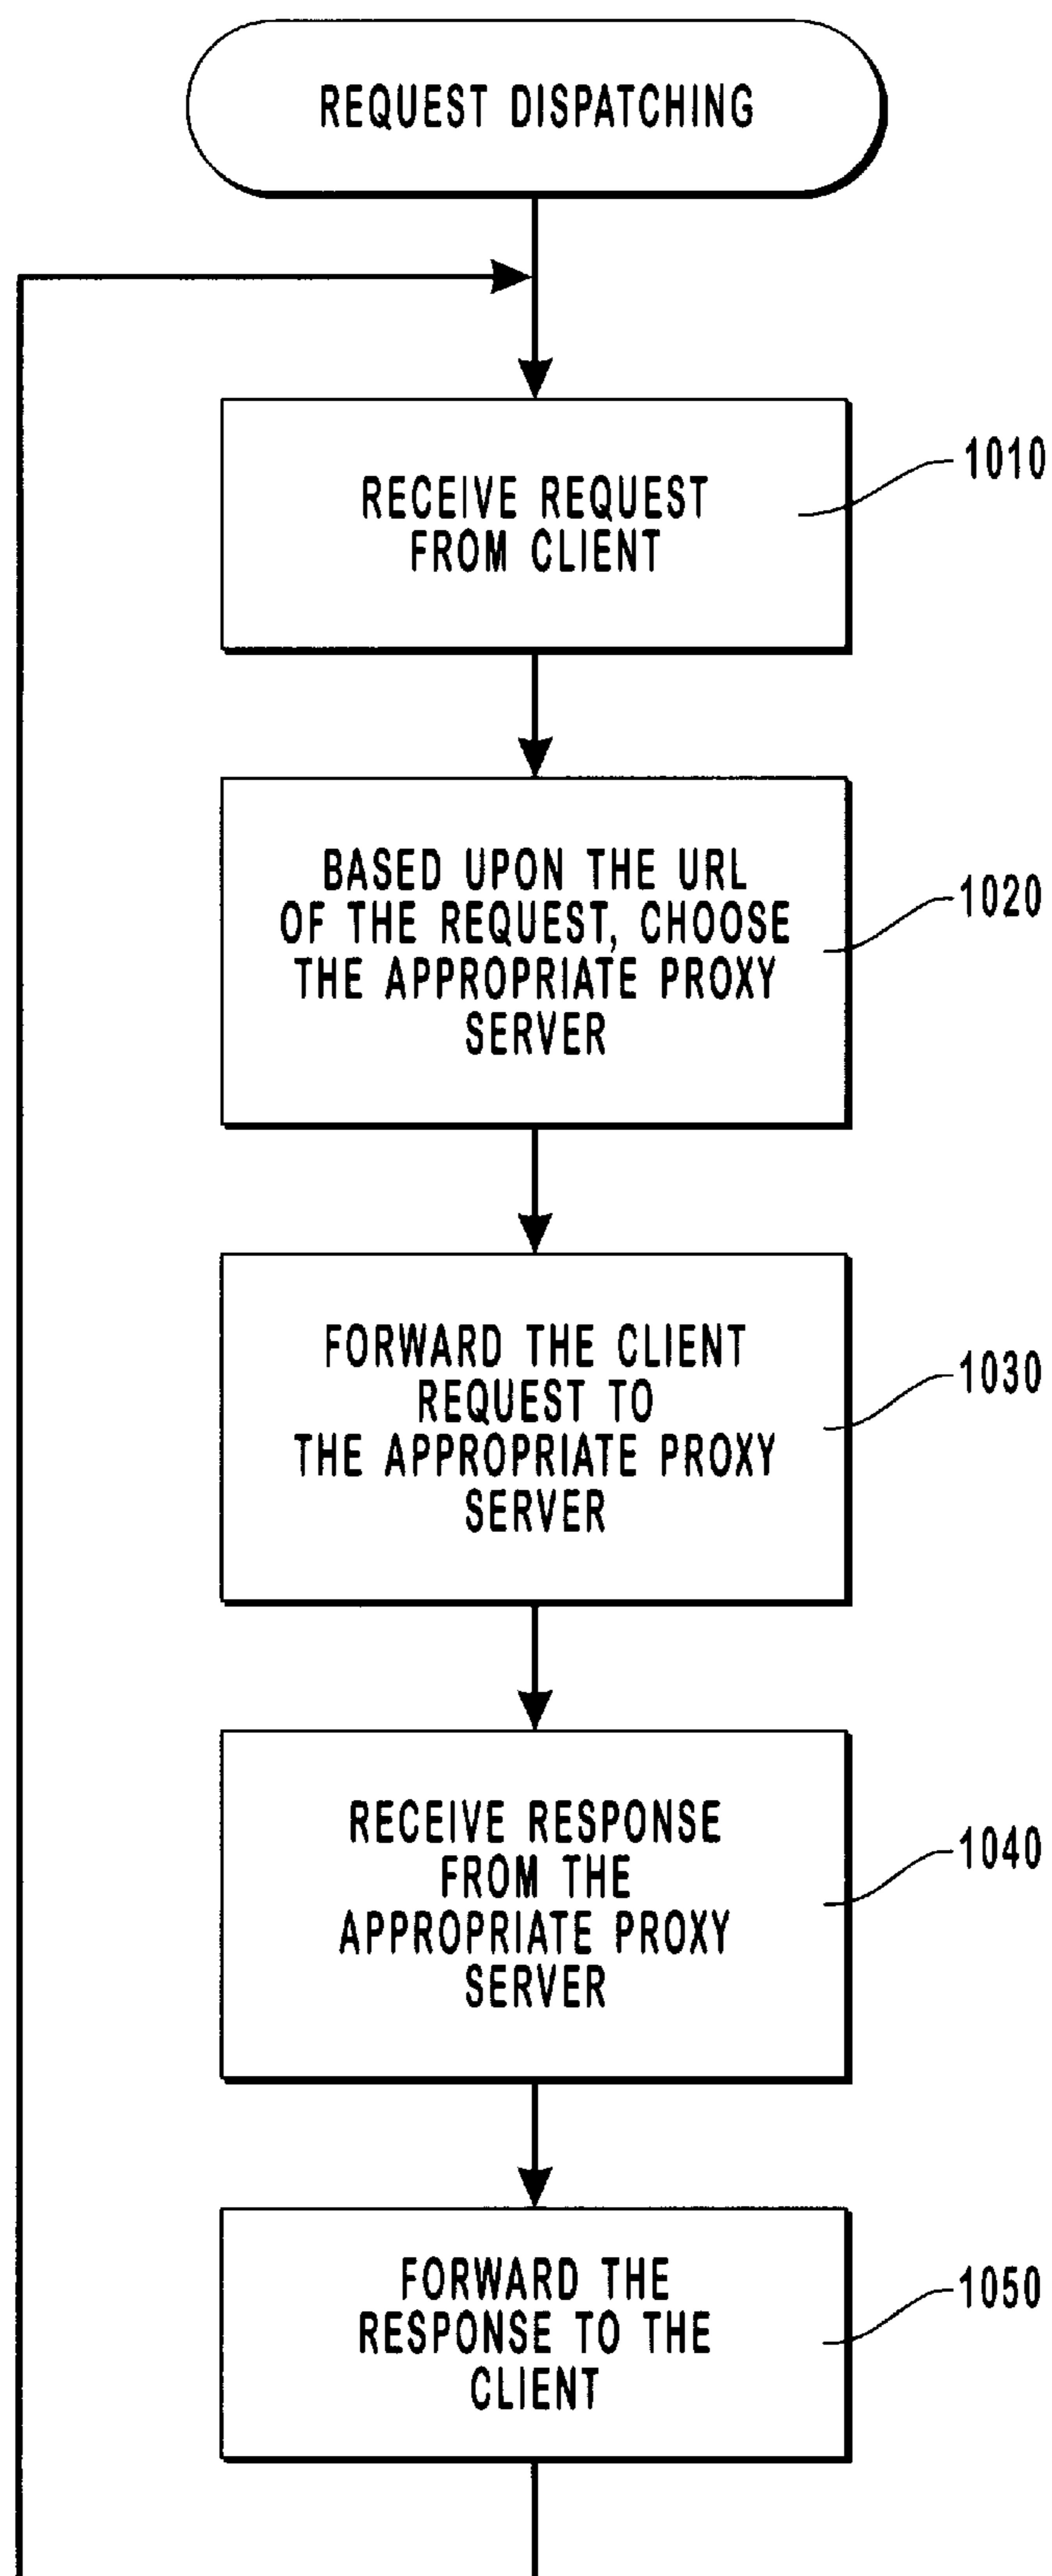 REQUEST DISPATCHING
RECEIVE REQUEST
FROM CLIENT
1010
BASED UPON THE URL
OF THE REQUEST, CHOOSE
THE APPROPRIATE PROXY
SERVER
1020
FORWARD THE CLIENT
REQUEST TO
THE APPROPRIATE PROXY
SERVER
1030
RECEIVE RESPONSE
FROM THE
APPROPRIATE PROXY
SERVER
1040
FORWARD THE
RESPONSE TO THE
CLIENT
1050